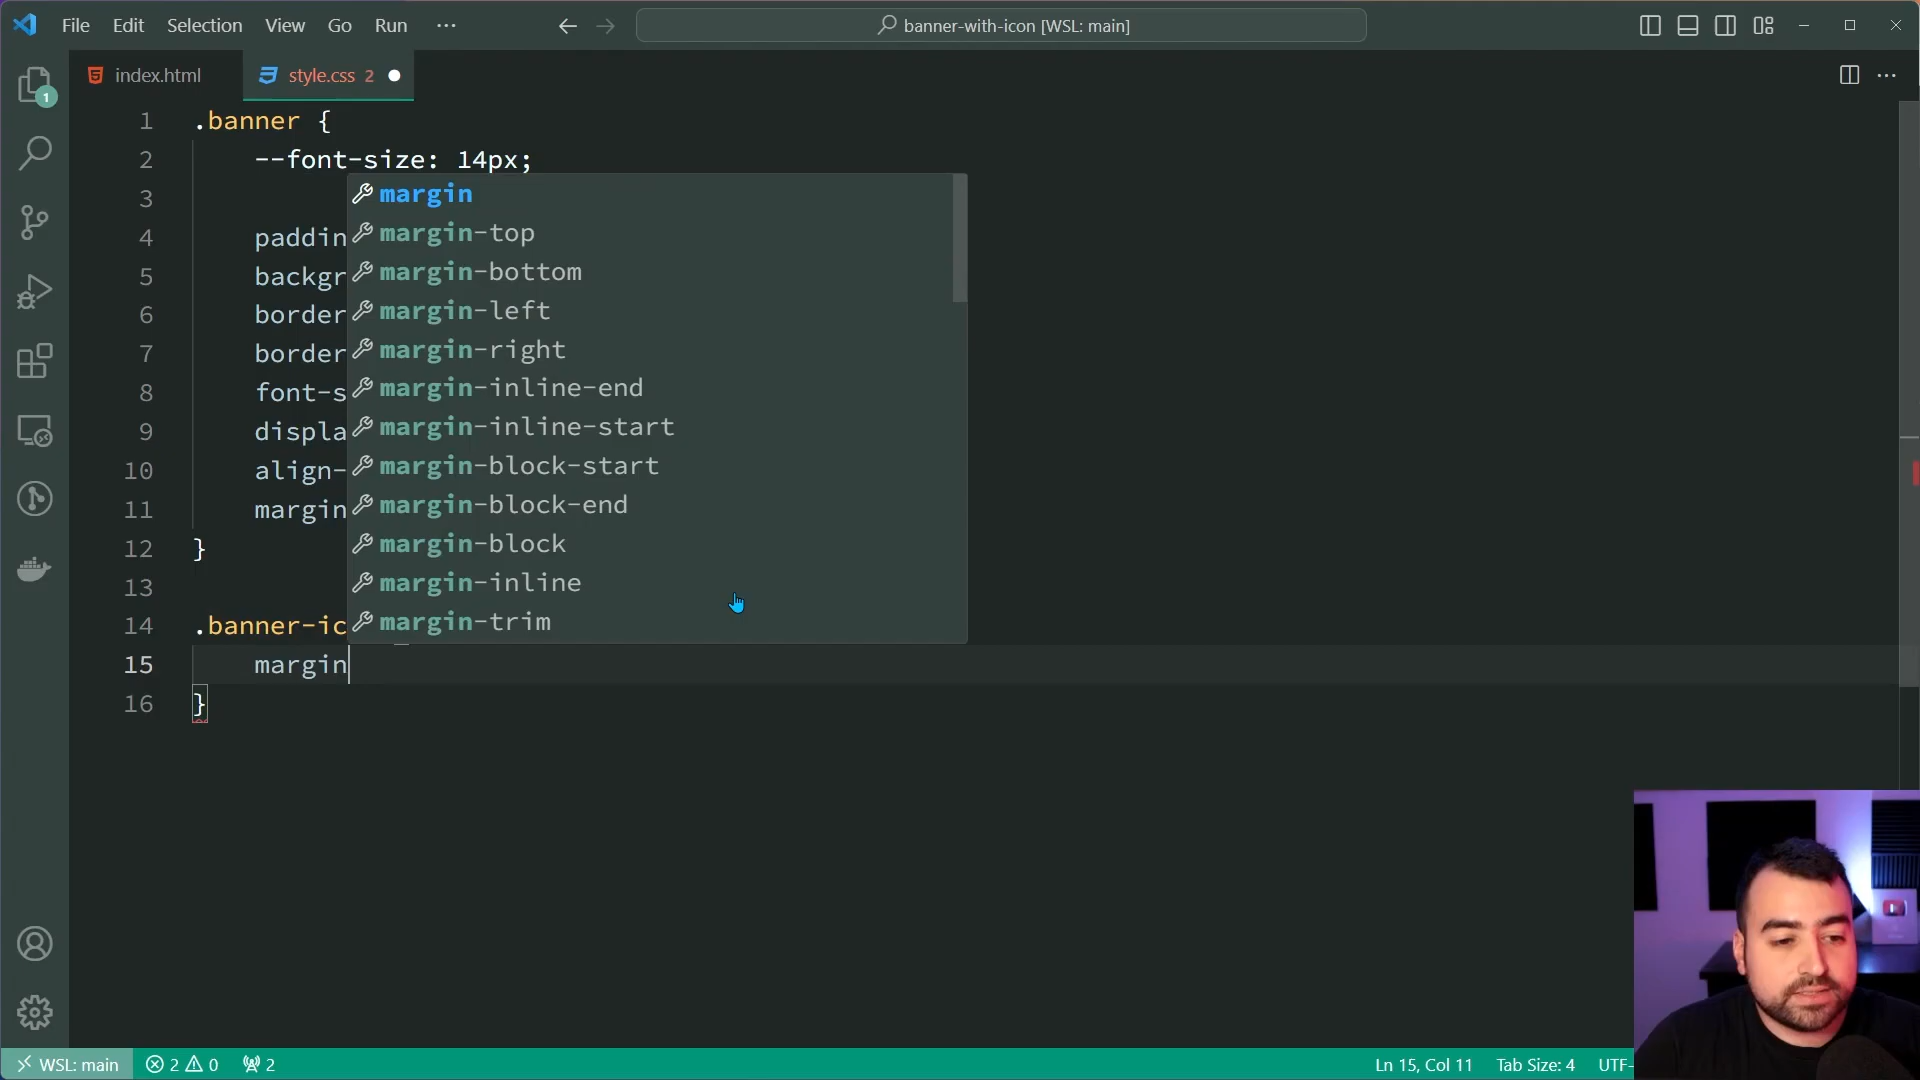 File Edit Selection View Go Run ···
banner-with-icon [WSL: main]
index.html
style.css 2
1
1 .banner {
2 --font-size: 14px;
3
4 paddin
5 backgr
6 border
7 border
8 font-s
9 displa
10 align-
11 margin
12 }
13
14 .banner-ic
15 margin
16 }
margin
margin-top
margin-bottom
margin-left
margin-right
margin-inline-end
margin-inline-start
margin-block-start
margin-block-end
margin-block
margin-inline
margin-trim
WSL: main
2 0
2
Ln 15, Col 11
Tab Size: 4
UTF-